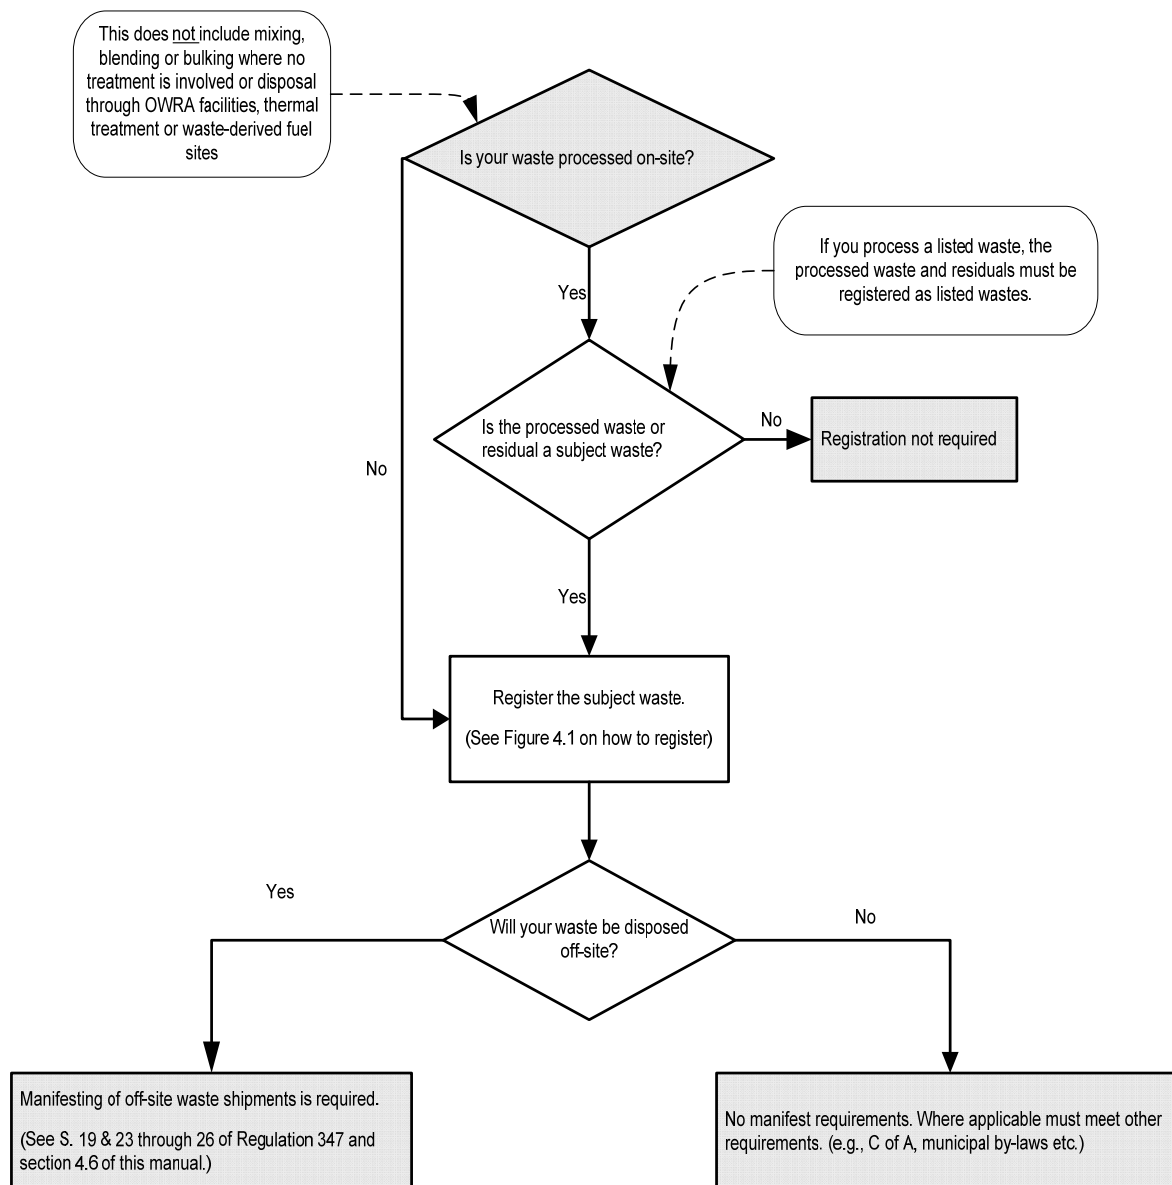 This does not include mixing,
blending or bulking where no
treatment is involved or disposal
through OWRA facilities, thermal
treatment or waste-derived fuel
sites
Is your waste processed on-site?
If you process a listed waste, the
processed waste and residuals must be
registered as listed wastes.
Yes
Is the processed waste or
residual a subject waste?
No
Registration not required
No
Yes
Register the subject waste.
(See Figure 4.1 on how to register)
Will your waste be disposed
off-site?
Yes
No
Manifesting of off-site waste shipments is required.
(See S. 19 & 23 through 26 of Regulation 347 and
section 4.6 of this manual.)
No manifest requirements. Where applicable must meet other
requirements. (e.g., C of A, municipal by-laws etc.)